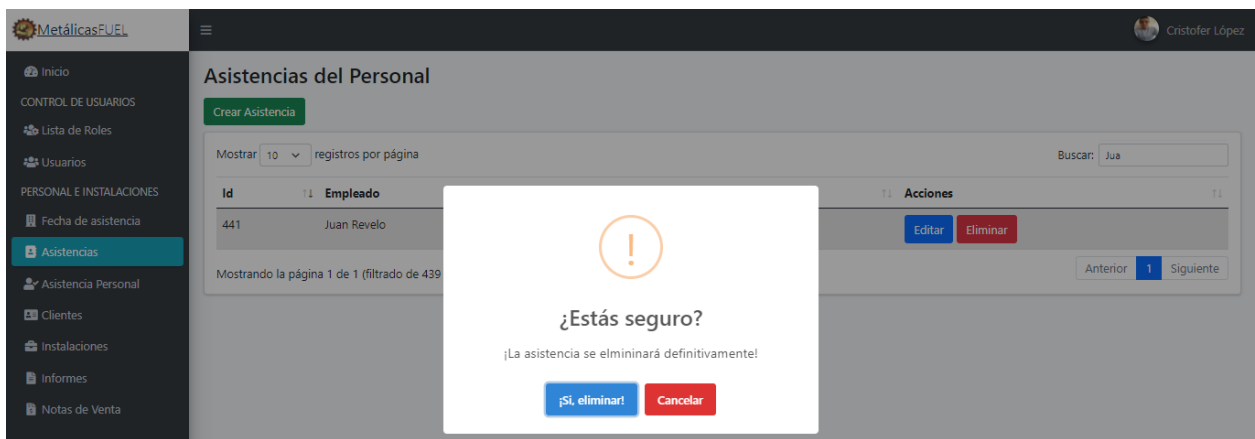 MetálicasFUEL
Cristofer López
Inicio
CONTROL DE USUARIOS
Lista de Roles
Usuarios
PERSONAL E INSTALACIONES
Fecha de asistencia
Asistencias
Asistencia Personal
Clientes
Instalaciones
Informes
Notas de Venta
Asistencias del Personal
Crear Asistencia
Mostrar 10 registros por página
Buscar: Jua
Id Empleado Acciones
441 Juan Revelo Editar Eliminar
Mostrando la página 1 de 1 (filtrado de 439
Anterior 1 Siguiente
!
¿Estás seguro?
¡La asistencia se elmininará definitivamente!
¡Si, eliminar! Cancelar